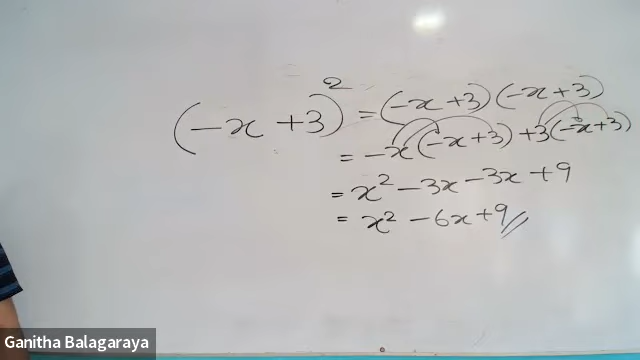 (-x+3)² = (-x+3)(-x+3)
= -x(-x+3)+3(-x+3)
= x²-3x-3x+9
= x²-6x+9//
Ganitha Balagaraya